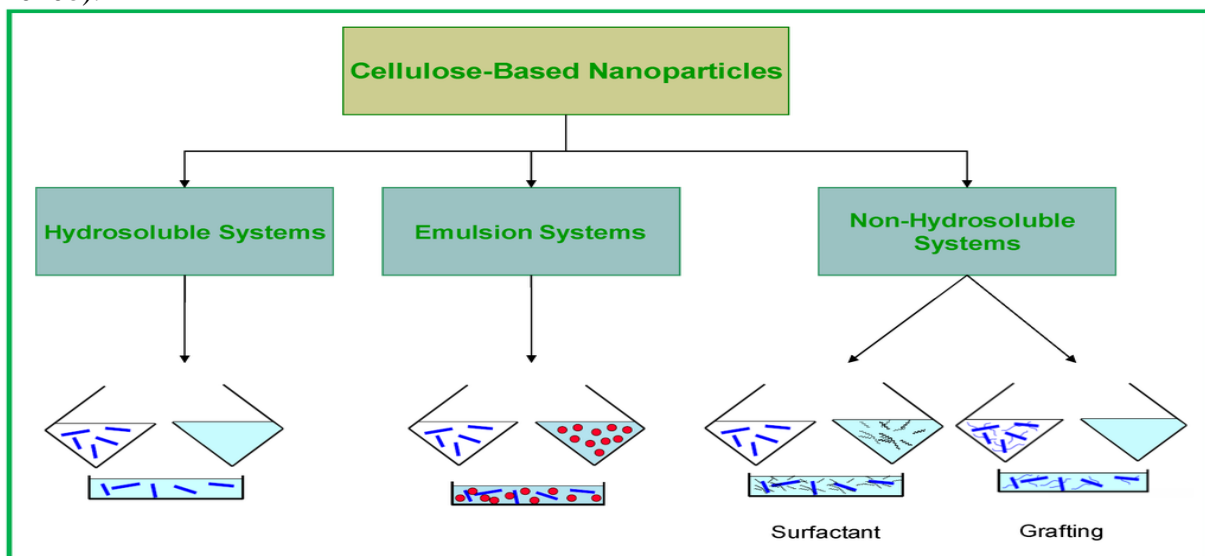 Cellulose-Based Nanoparticles
Hydrosoluble Systems
Emulsion Systems
Non-Hydrosoluble
Systems
Surfactant
Grafting